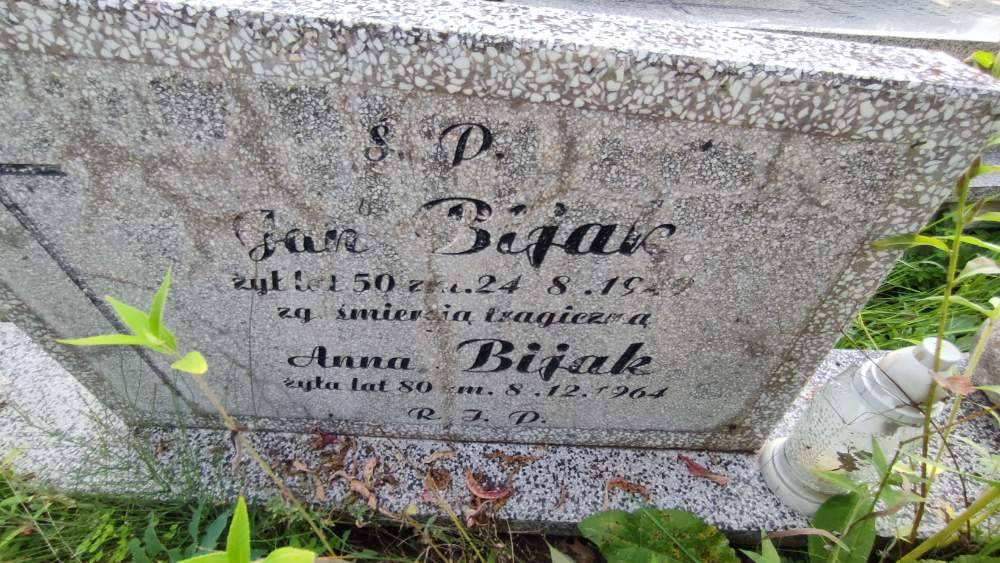 Ś. P.
Jan Bijak
żył lat 50 zm. 24 8.
zg. śmiercią tragiczną
Anna Bijak
żyła lat 80 zm. 8.12.1964
R. I. P.